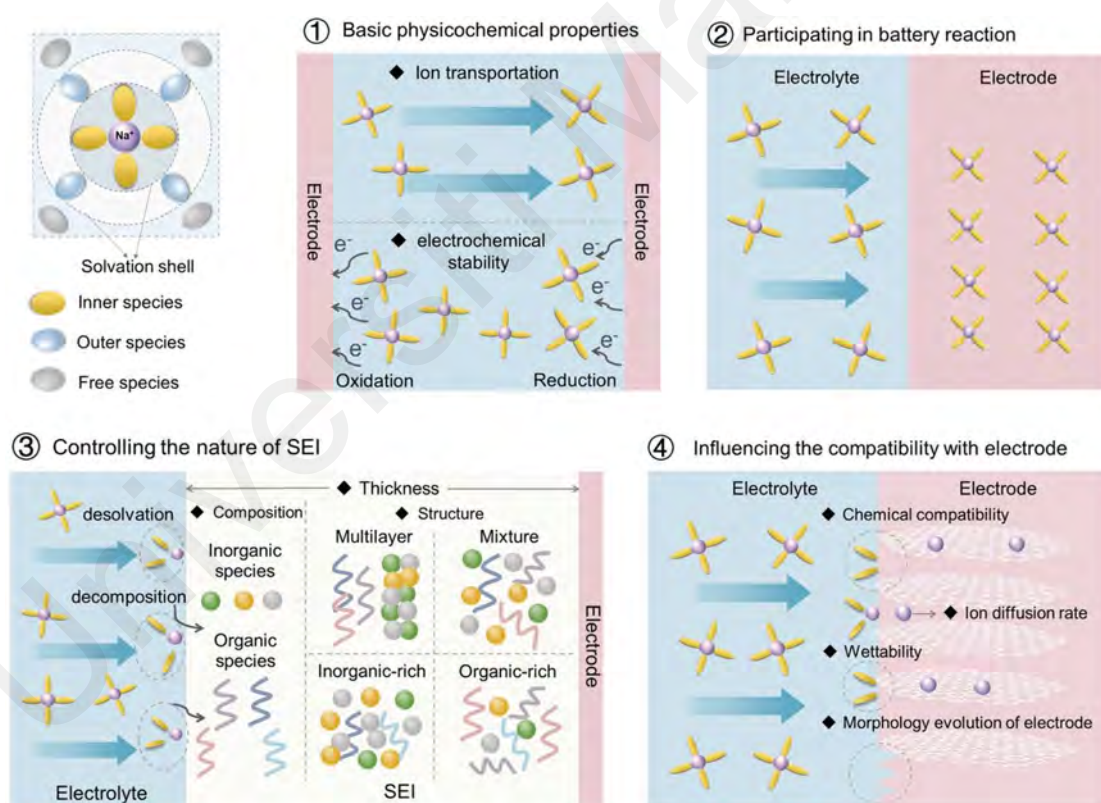 Na⁺
Solvation shell
Inner species
Outer species
Free species
① Basic physicochemical properties
◆ Ion transportation
Electrode
Electrode
◆ electrochemical
stability
e⁻
e⁻
e⁻
e⁻
e⁻
e⁻
Oxidation
Reduction
② Participating in battery reaction
Electrolyte
Electrode
③ Controlling the nature of SEI
◆ Thickness
desolvation
◆ Composition
◆ Structure
Inorganic
species
Multilayer
Mixture
decomposition
Organic
species
Inorganic-rich
Organic-rich
Electrode
Electrolyte
SEI
④ Influencing the compatibility with electrode
Electrolyte
Electrode
◆ Chemical compatibility
◆ Ion diffusion rate
◆ Wettability
◆ Morphology evolution of electrode
Universiti Ma